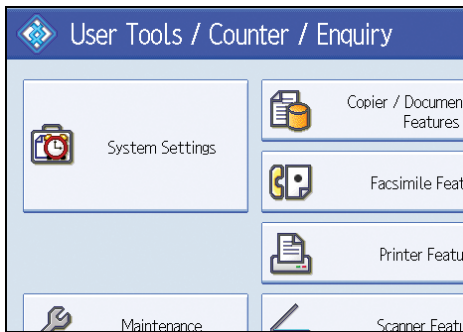 User Tools / Counter / Enquiry
System Settings
Copier / Documen
Features
Facsimile Feat
Printer Featu
Maintenance
Scanner Featu